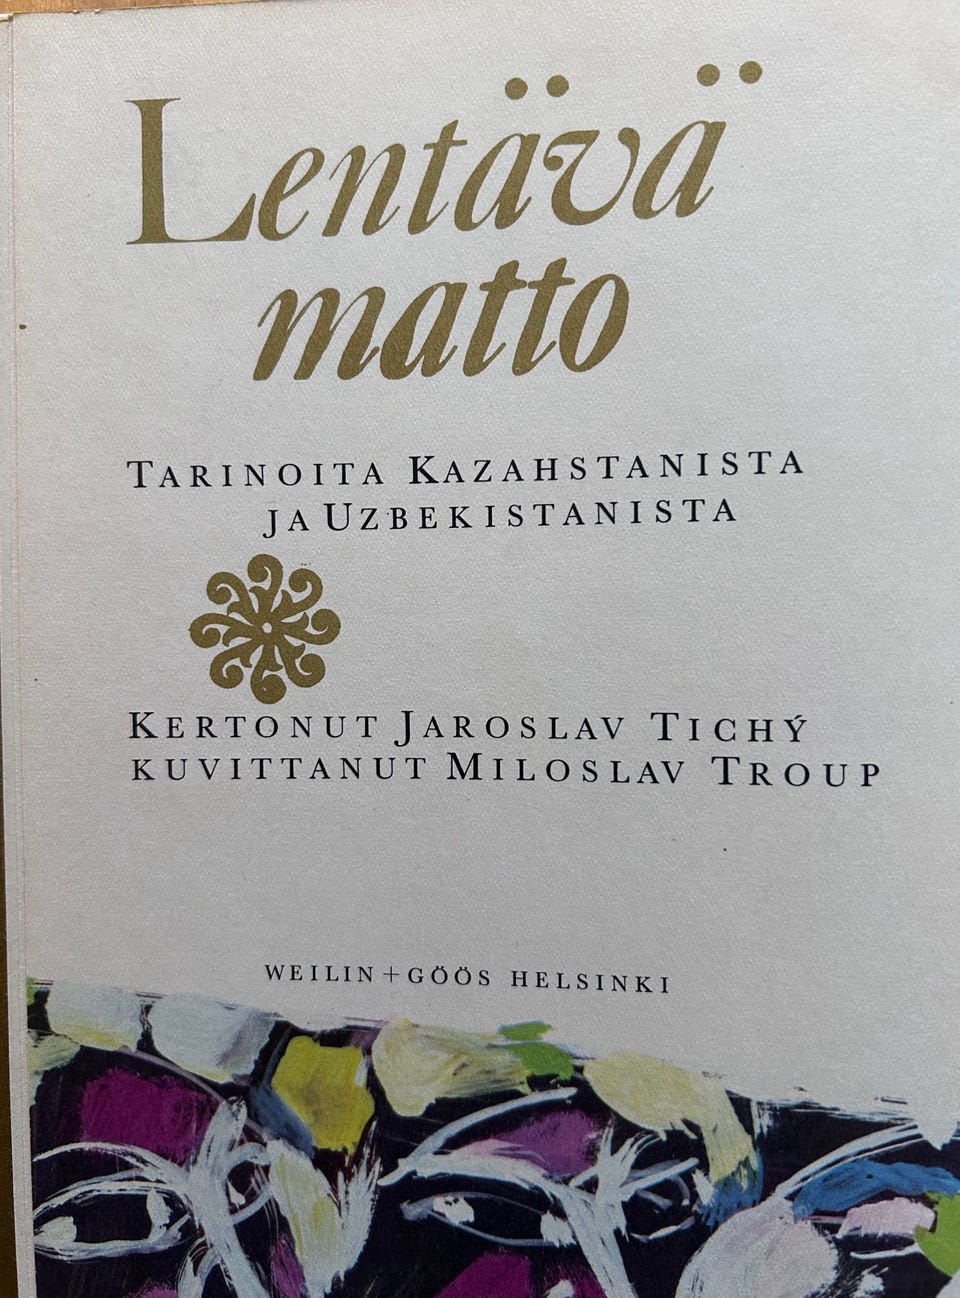 Lentävä
matto
TARINOITA KAZAHSTANISTA
JA UZBEKISTANISTA
KERTONUT JAROSLAV TICHÝ
KUVITTANUT MILOSLAV TROUP
WEILIN+GÖÖS HELSINKI